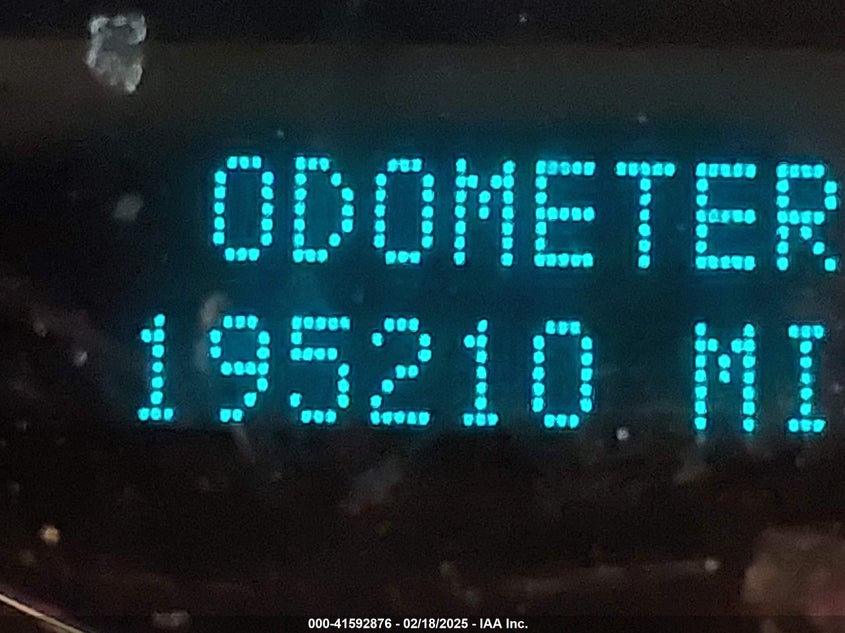 ODOMETER
195210 MI
000-41592876 - 02/18/2025 - IAA Inc.